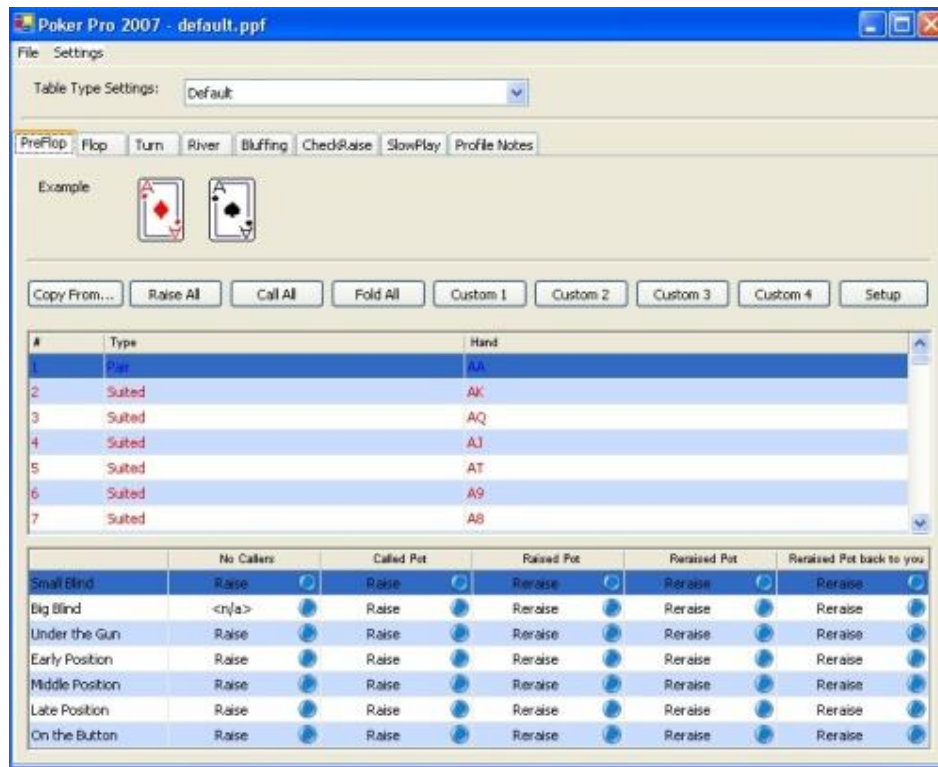 Poker Pro 2007 - default.ppf
File Settings
Table Type Settings: Default
PreFlop Flop Turn River Bluffing CheckRaise SlowPlay Profile Notes
Example A A A A
Copy From... Raise All Call All Fold All Custom 1 Custom 2 Custom 3 Custom 4 Setup
# Type Hand
1 Pair AA
2 Suited AK
3 Suited AQ
4 Suited AJ
5 Suited AT
6 Suited A9
7 Suited A8
No Callers Called Pot Raised Pot Reraised Pot Reraised Pot back to you
Small Blind Raise Raise Reraise Reraise Reraise
Big Blind <n/a> Raise Reraise Reraise Reraise
Under the Gun Raise Raise Reraise Reraise Reraise
Early Position Raise Raise Reraise Reraise Reraise
Middle Position Raise Raise Reraise Reraise Reraise
Late Position Raise Raise Reraise Reraise Reraise
On the Button Raise Raise Reraise Reraise Reraise